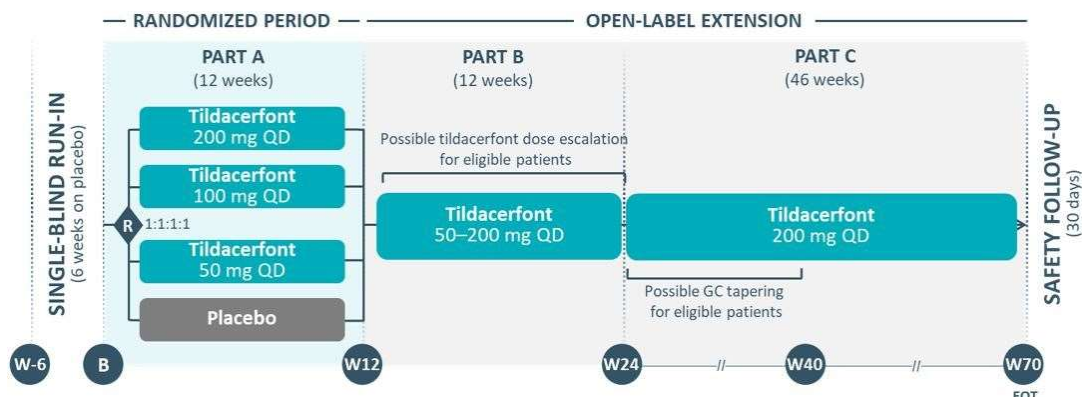 RANDOMIZED PERIOD
OPEN-LABEL EXTENSION
SINGLE-BLIND RUN-IN
(6 weeks on placebo)
PART A
(12 weeks)
PART B
(12 weeks)
PART C
(46 weeks)
Tildacerfont
200 mg QD
Tildacerfont
100 mg QD
R
1:1:1:1
Tildacerfont
50 mg QD
Placebo
Possible tildacerfont dose escalation
for eligible patients
Tildacerfont
50–200 mg QD
Tildacerfont
200 mg QD
Possible GC tapering
for eligible patients
SAFETY FOLLOW-UP
(30 days)
W-6
B
W12
W24
//
W40
//
W70
EOT